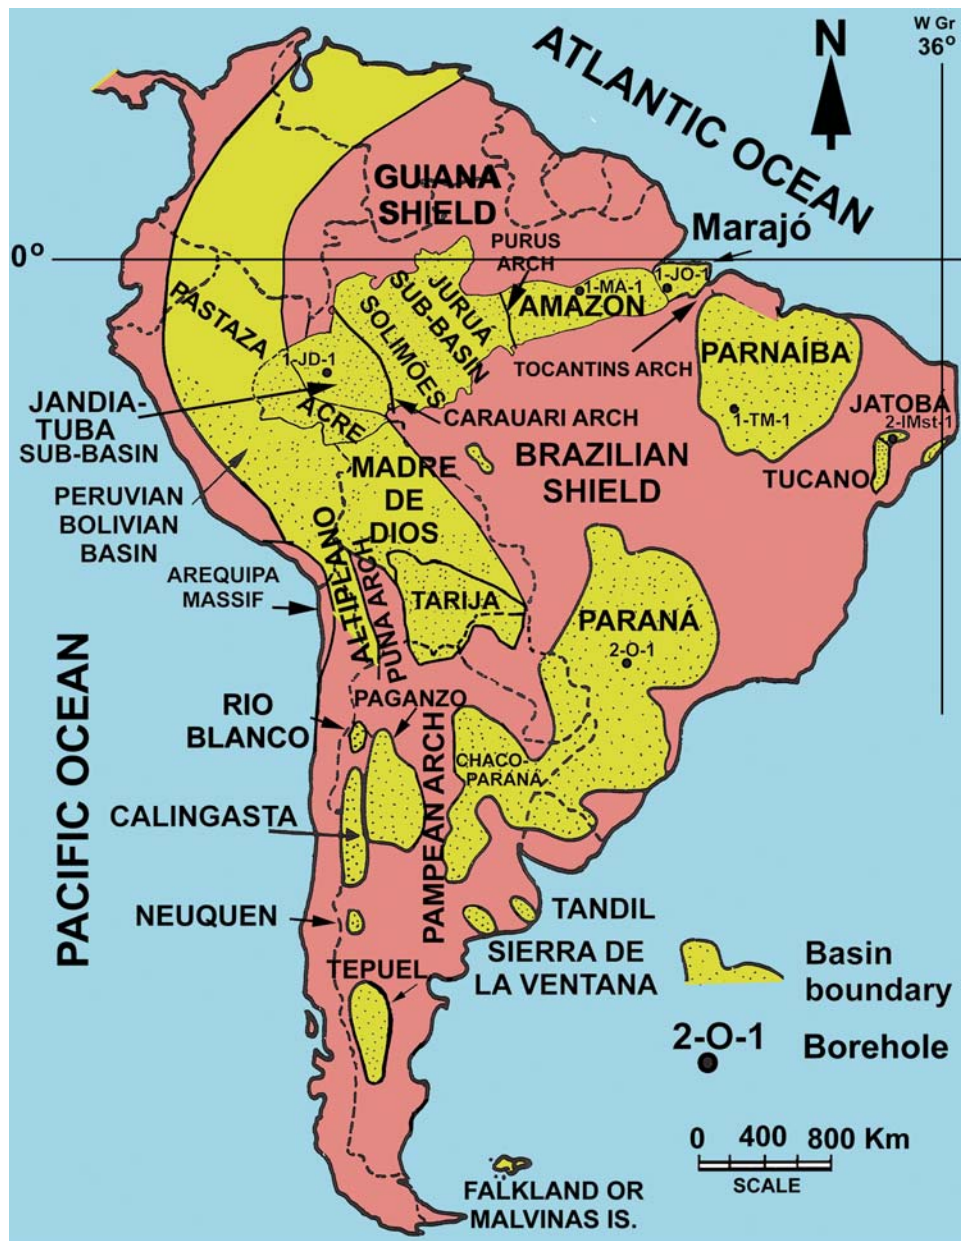 W Gr
36°
N
ATLANTIC OCEAN
GUIANA
SHIELD
PURUS
ARCH
Marajó
0°
1-JO-1
1-MA-1
JURUÁ
SUB-BASIN
SOLIMÕES
AMAZON
PASTAZA
TOCANTINS ARCH
PARNAÍBA
1-TM-1
1-JD-1
ACRE
JANDIA-
TUBA
SUB-BASIN
CARAUARI ARCH
JATOBÁ
2-IMst-1
TUCANO
BRAZILIAN
SHIELD
MADRE
DE
DIOS
PERUVIAN
BOLIVIAN
BASIN
AREQUIPA
MASSIF
ALTIPLANO
PUNA ARCH
TARIJA
PARANÁ
2-O-1
PACIFIC OCEAN
PAGANZO
RIO
BLANCO
CHACO-
PARANÁ
PAMPEAN ARCH
CALINGASTA
NEUQUEN
TANDIL
SIERRA DE
LA VENTANA
TEPUEL
Basin
boundary
2-O-1
Borehole
0 400 800 Km
SCALE
FALKLAND OR
MALVINAS IS.